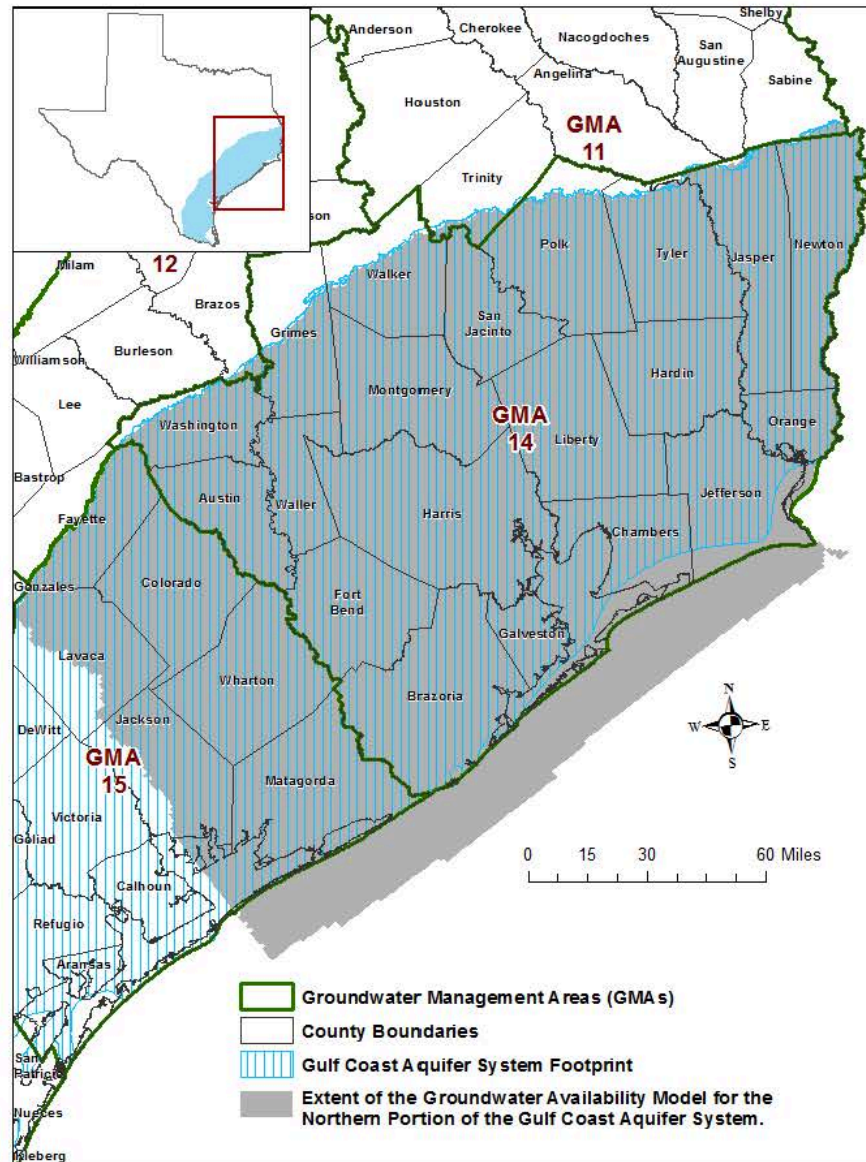 Shelby
Anderson
Cherokee
Nacogdoches
San
Augustine
Angelina
Sabine
Houston
GMA
11
Trinity
son
Polk
Tyler
Jasper
Newton
12
Milam
Walker
Brazos
San
Jacinto
Grimes
Burleson
Williamson
Hardin
Montgomery
Lee
GMA
14
Washington
Orange
Liberty
Bastrop
Jefferson
Austin
Waller
Harris
Fayette
Chambers
Colorado
Gonzales
Fort
Bend
Galveston
Lavaca
Wharton
Brazoria
N
W
E
S
Jackson
DeWitt
GMA
15
Matagorda
Victoria
Goliad
0 15 30 60 Miles
Calhoun
Refugio
Aransas
Groundwater Management Areas (GMAs)
County Boundaries
Gulf Coast Aquifer System Footprint
San
Patricio
Extent of the Groundwater Availability Model for the
Northern Portion of the Gulf Coast Aquifer System.
Nueces
Kleberg